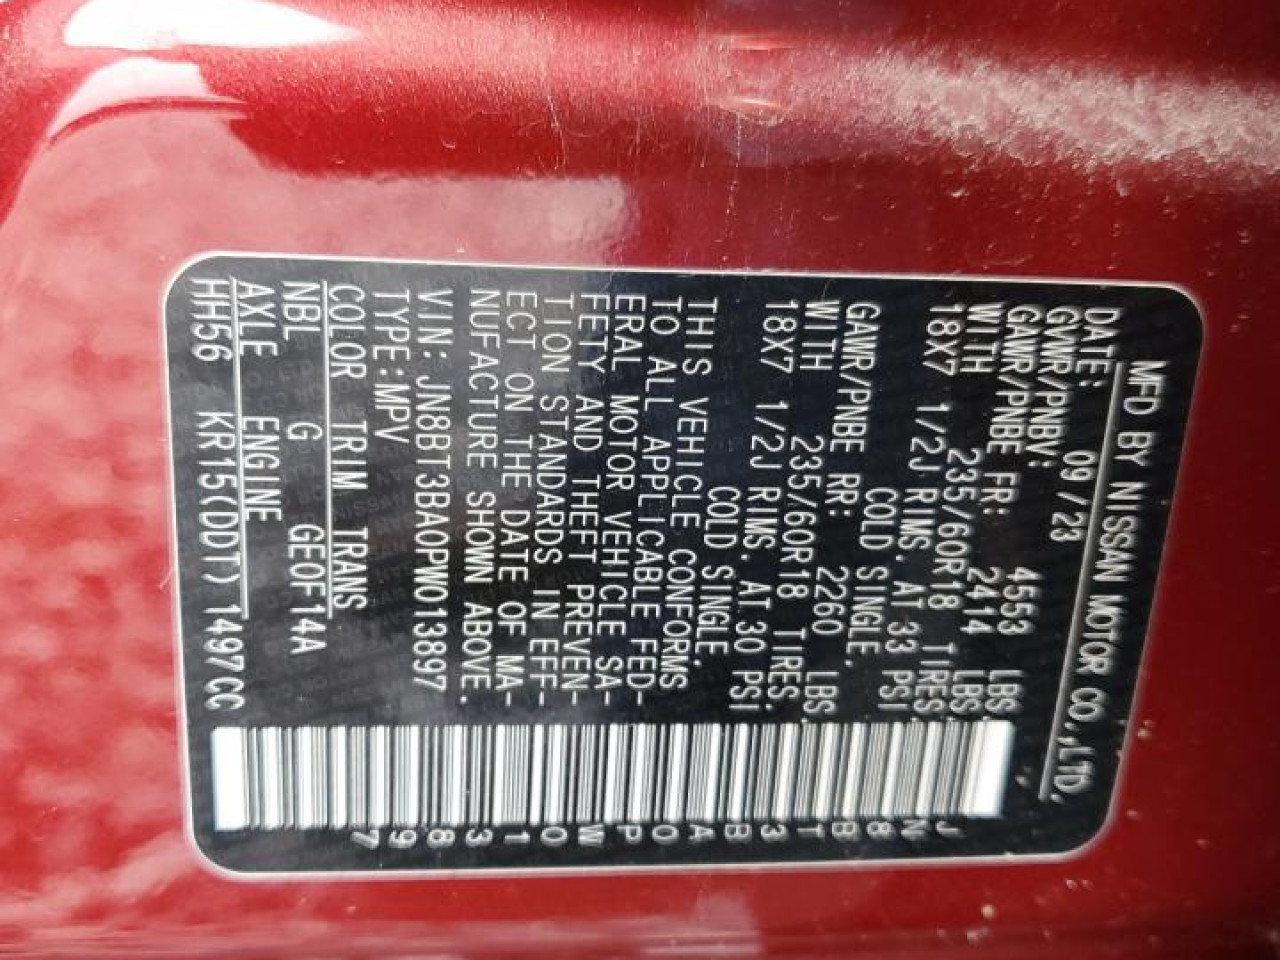 MFD BY NISSAN MOTOR CO.,LTD.
DATE: 09/23
GVWR/PNBV: 4553 LBS
GAWR/PNBE FR: 2414 LBS
WITH 235/60R18 TIRES,
18X7 1/2J RIMS, AT 33 PSI
COLD SINGLE.
GAWR/PNBE RR: 2260 LBS
WITH 235/60R18 TIRES,
18X7 1/2J RIMS, AT 30 PSI
COLD SINGLE.
THIS VEHICLE CONFORMS
TO ALL APPLICABLE FED-
ERAL MOTOR VEHICLE SA-
FETY AND THEFT PREVEN-
TION STANDARDS IN EFF-
ECT ON THE DATE OF MA-
NUFACTURE SHOWN ABOVE.
VIN: JN8BT3BA0PW013897
TYPE:MPV
COLOR TRIM TRANS
NBL G GE0F14A
AXLE ENGINE
HH56 KR15(DDT) 1497CC
JN8BT3BA0PW013897